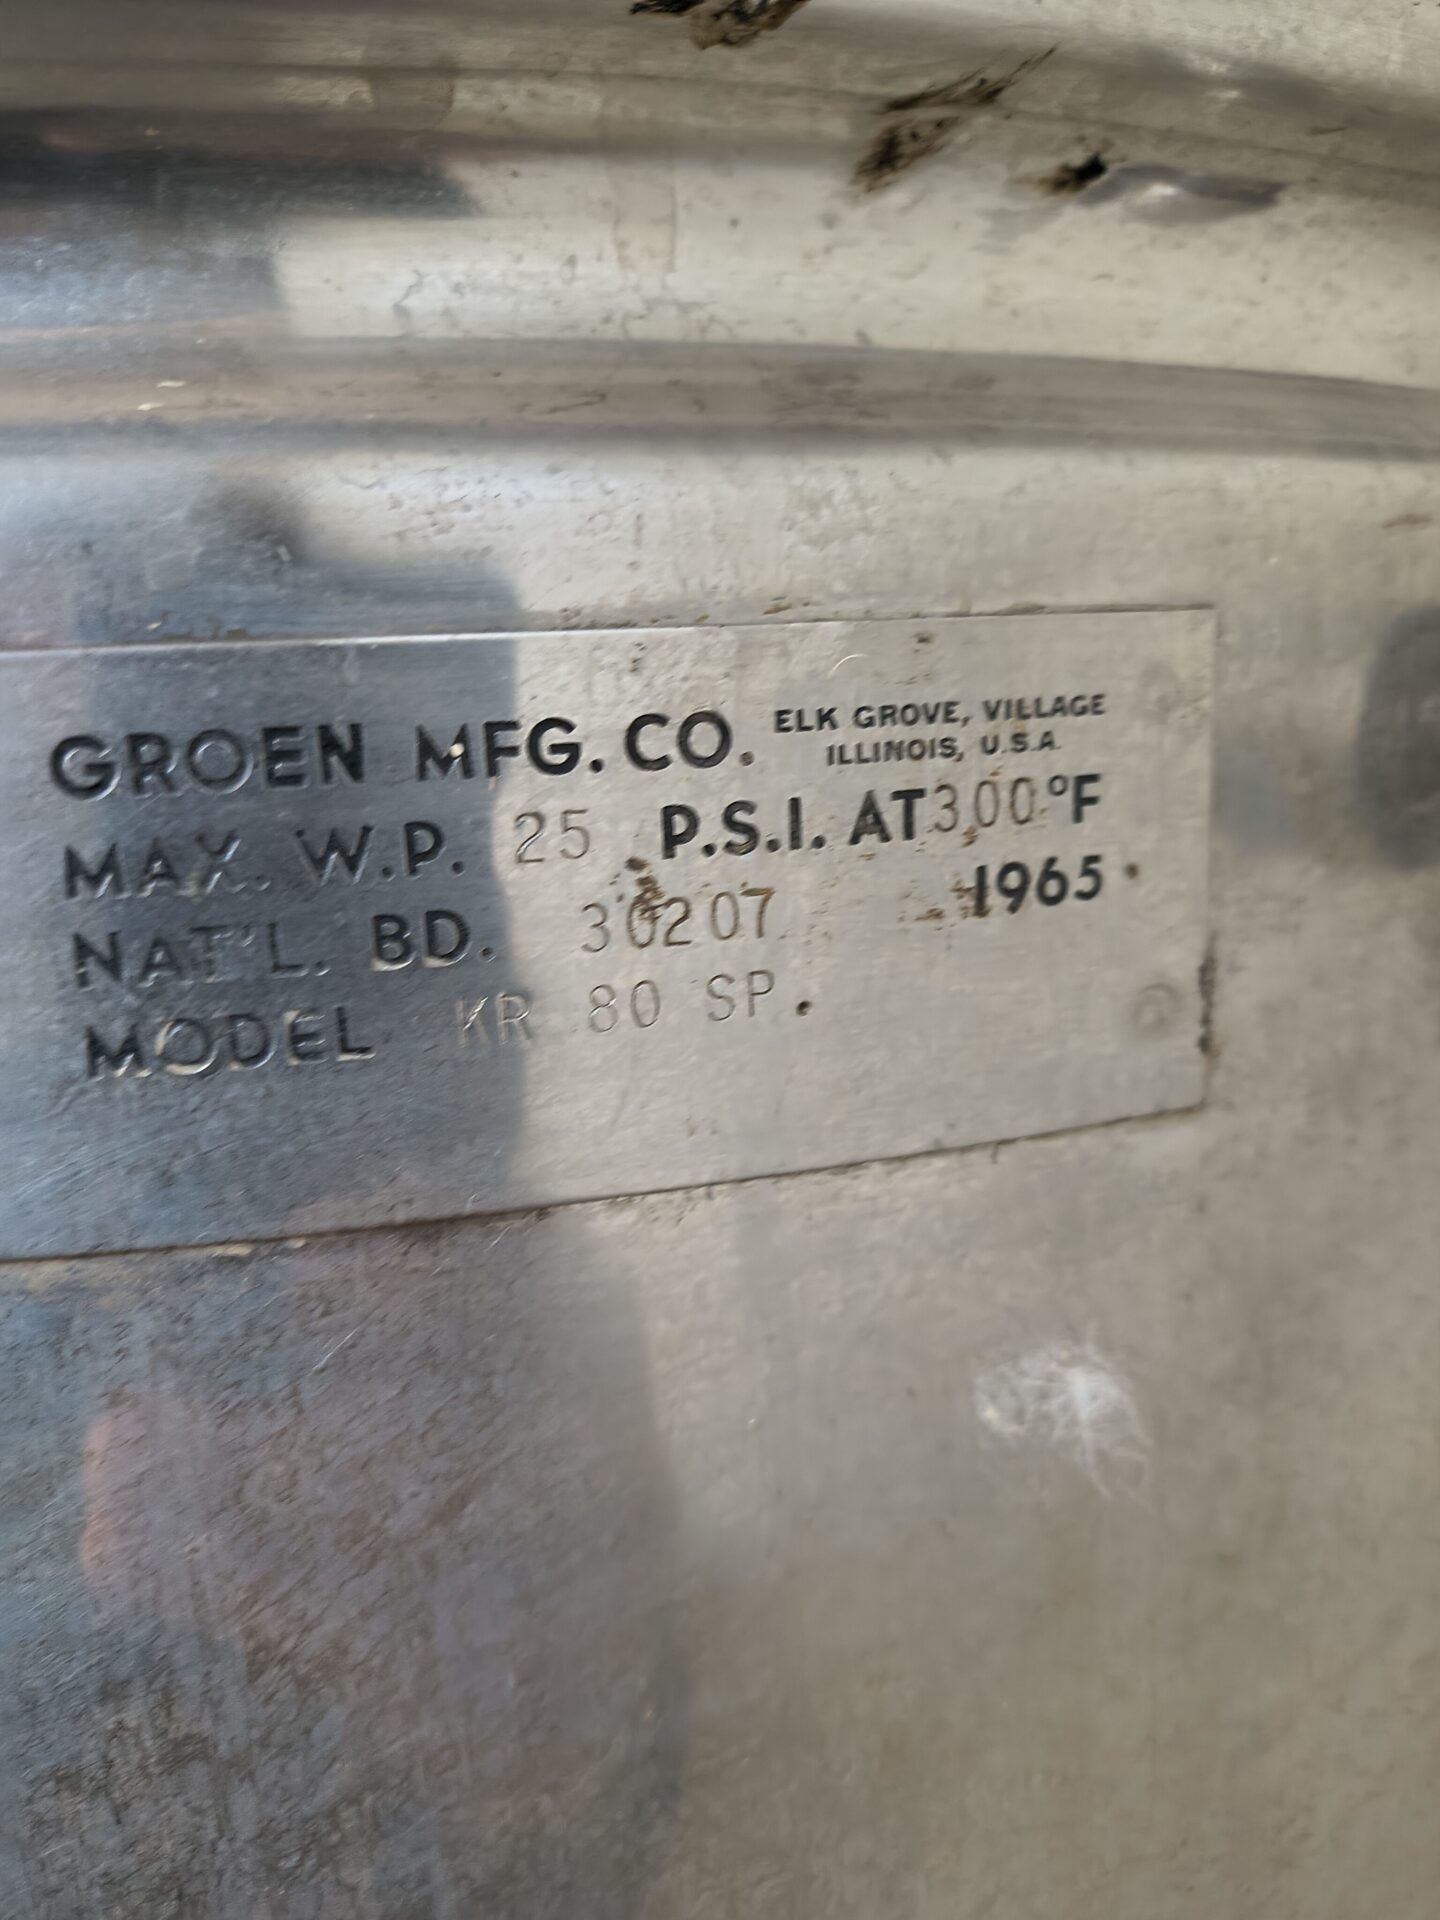 GROEN MFG. CO. ELK GROVE, VILLAGE
ILLINOIS, U.S.A.
MAX. W.P. 25 P.S.I. AT 300 °F
NAT'L. BD. 30207 1965
MODEL KR 80 SP.